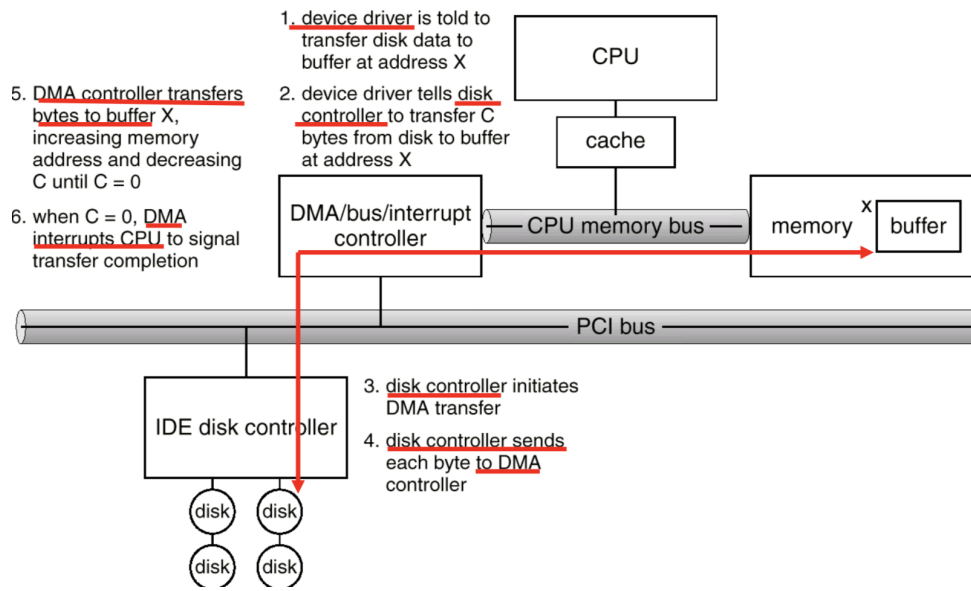 1. device driver is told to
transfer disk data to
buffer at address X
2. device driver tells disk
controller to transfer C
bytes from disk to buffer
at address X
5. DMA controller transfers
bytes to buffer X,
increasing memory
address and decreasing
C until C = 0
6. when C = 0, DMA
interrupts CPU to signal
transfer completion
CPU
cache
DMA/bus/interrupt
controller
CPU memory bus
memory
X
buffer
PCI bus
IDE disk controller
3. disk controller initiates
DMA transfer
4. disk controller sends
each byte to DMA
controller
disk
disk
disk
disk